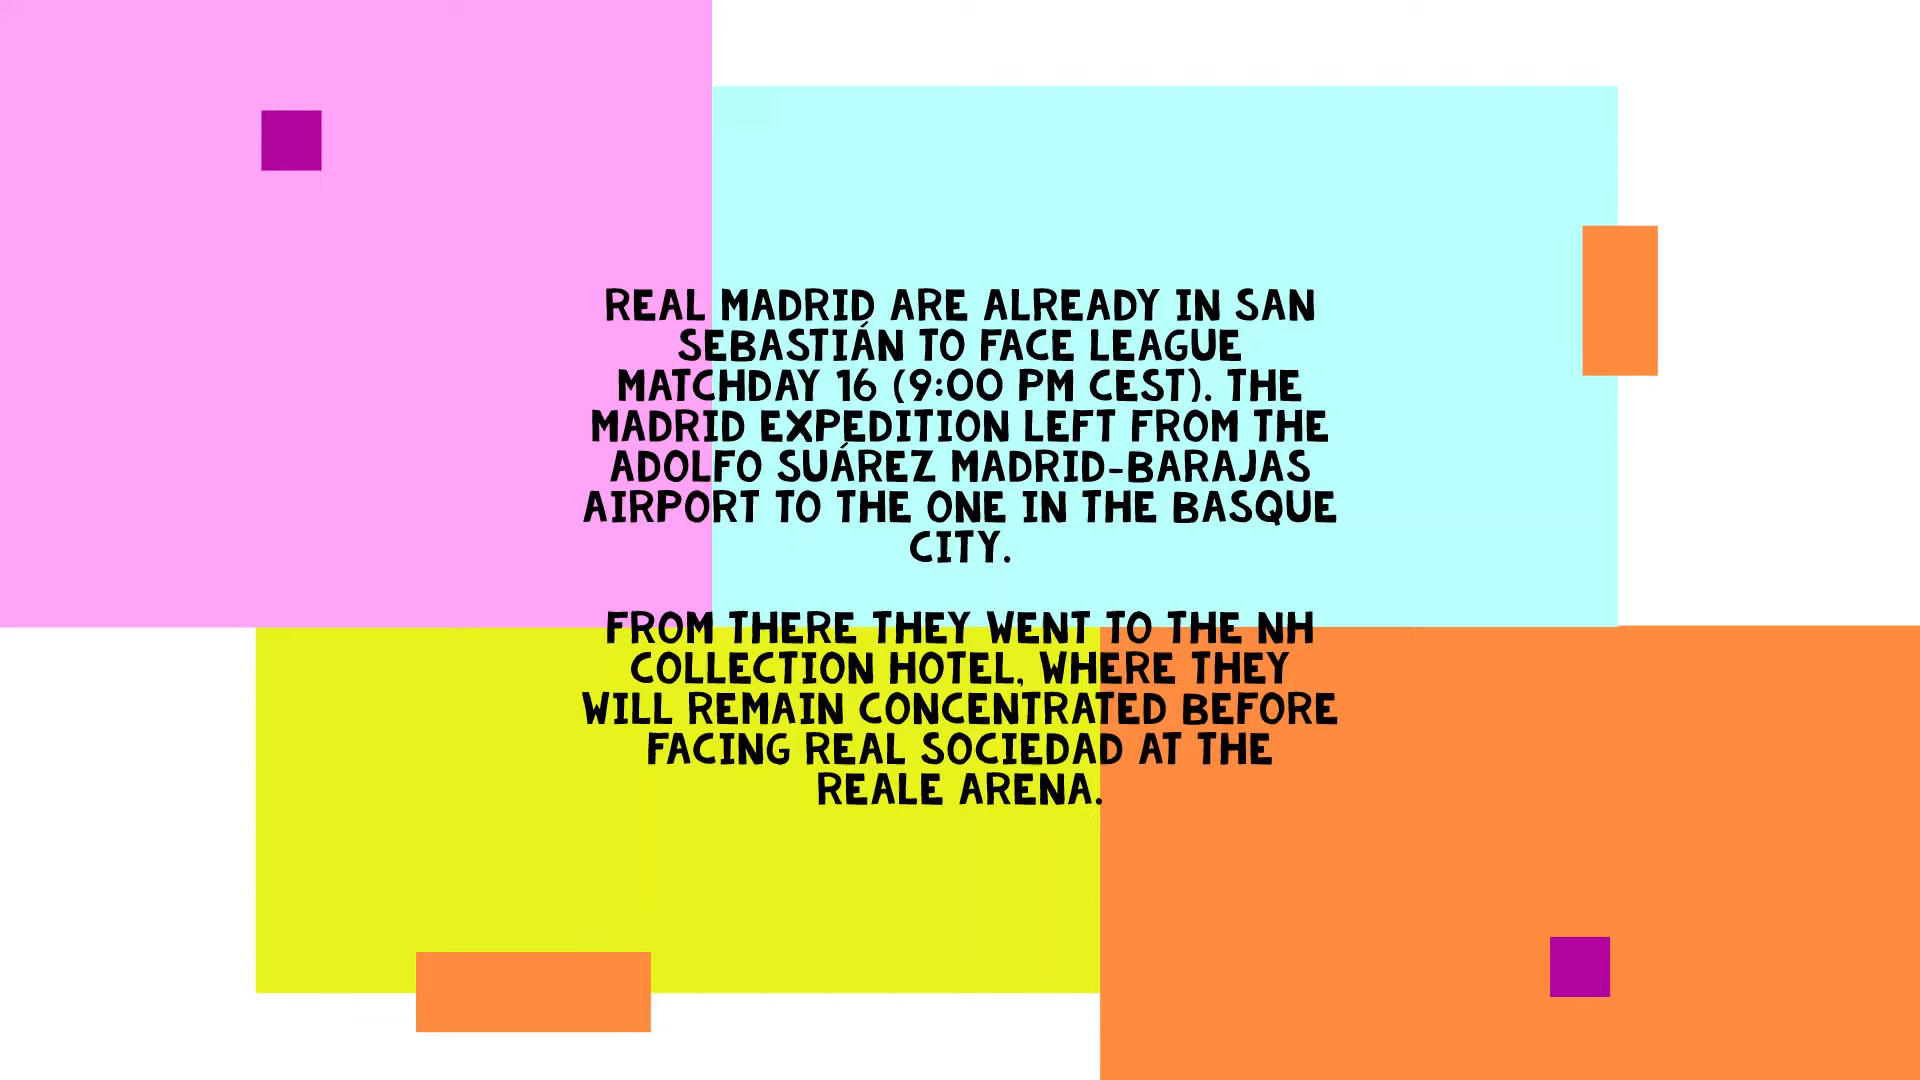 REAL MADRID ARE ALREADY IN SAN
SEBASTIÁN TO FACE LEAGUE
MATCHDAY 16 (9:00 PM CEST). THE
MADRID EXPEDITION LEFT FROM THE
ADOLFO SUÁREZ MADRID-BARAJAS
AIRPORT TO THE ONE IN THE BASQUE
CITY.
FROM THERE THEY WENT TO THE NH
COLLECTION HOTEL, WHERE THEY
WILL REMAIN CONCENTRATED BEFORE
FACING REAL SOCIEDAD AT THE
REALE ARENA.